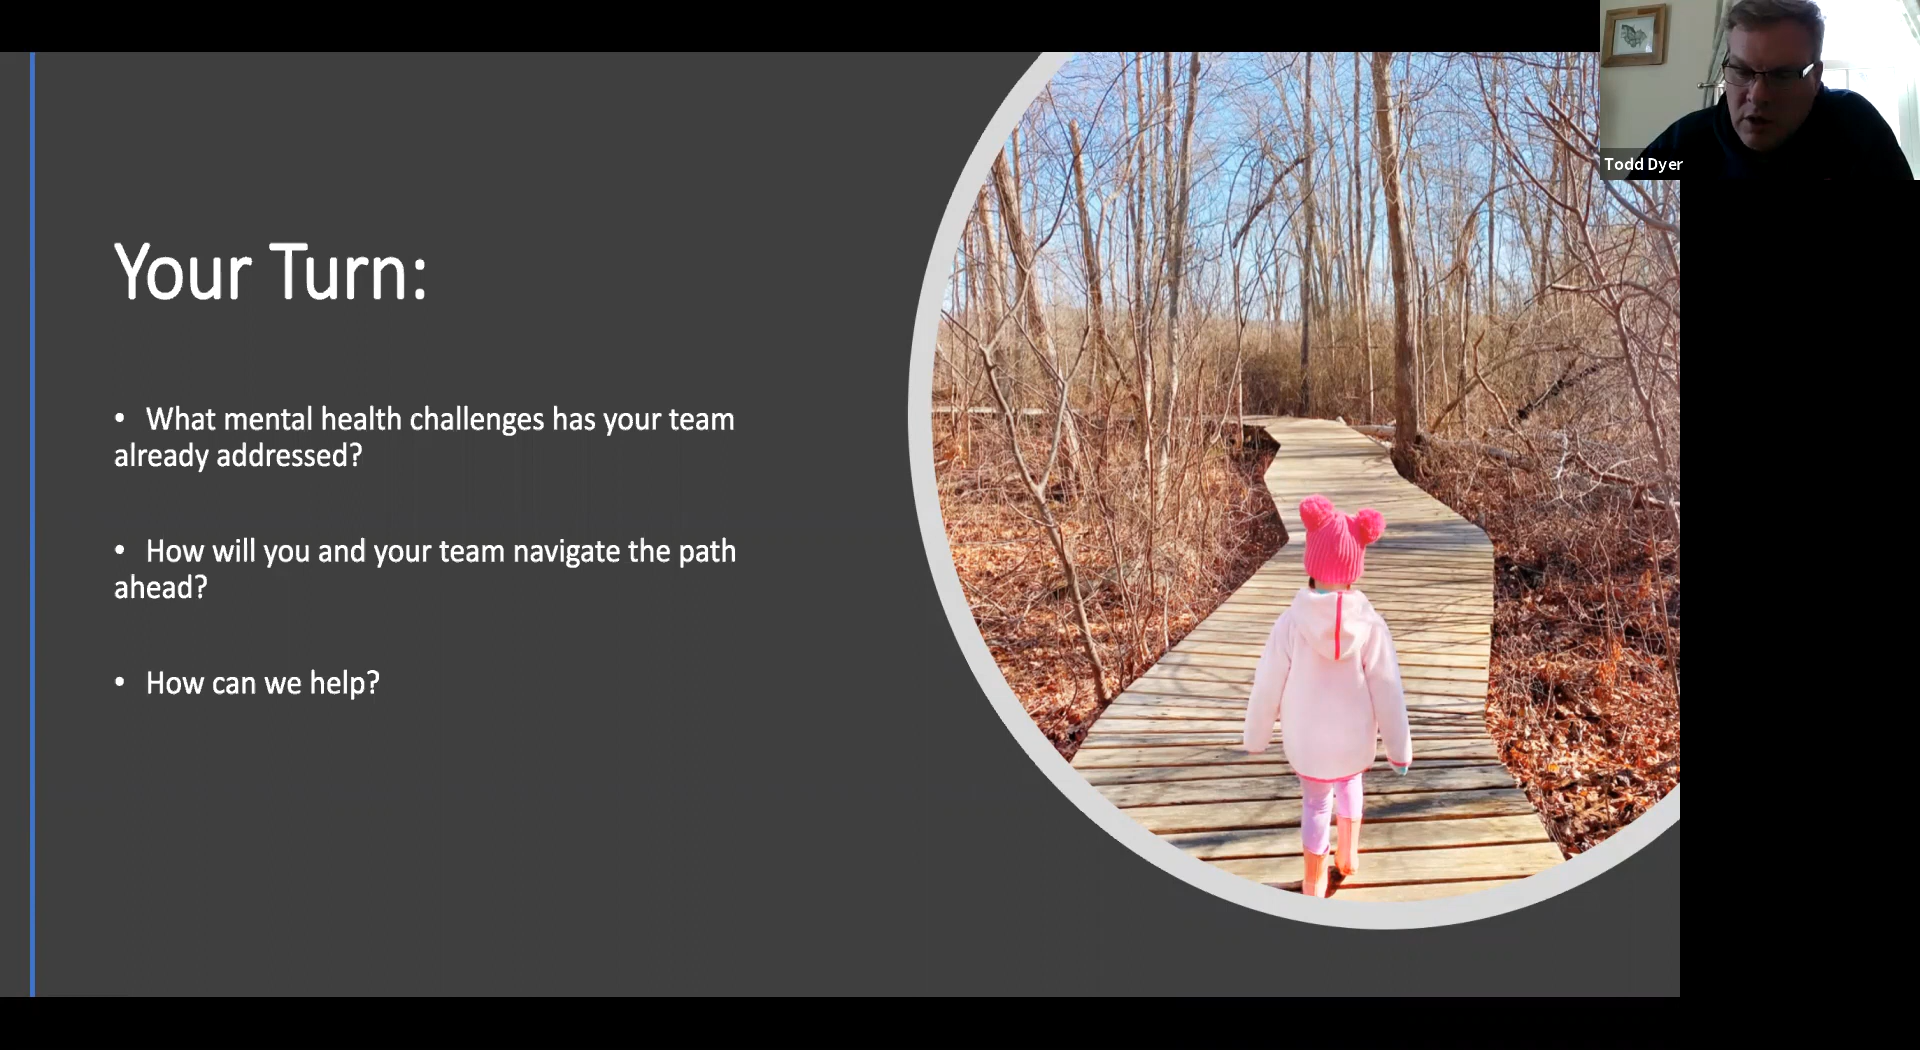 Your Turn:
• What mental health challenges has your team
already addressed?
• How will you and your team navigate the path
ahead?
• How can we help?
Todd Dyer